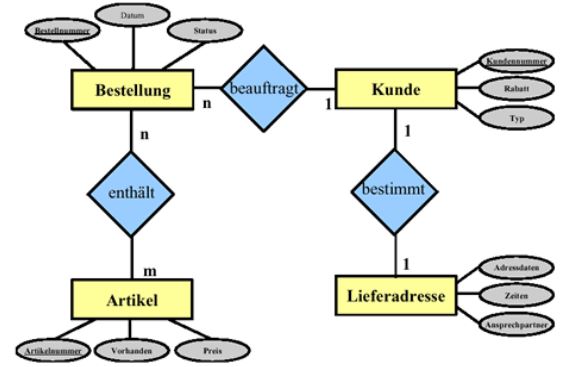 Datum
Bestellnummer
Status
Kundennummer
Bestellung
beauftragt
Kunde
Rabatt
n
1
Typ
n
1
enthält
bestimmt
m
1
Adressdaten
Artikel
Lieferadresse
Zeiten
Ansprechpartner
Artikelnummer
Vorhanden
Preis